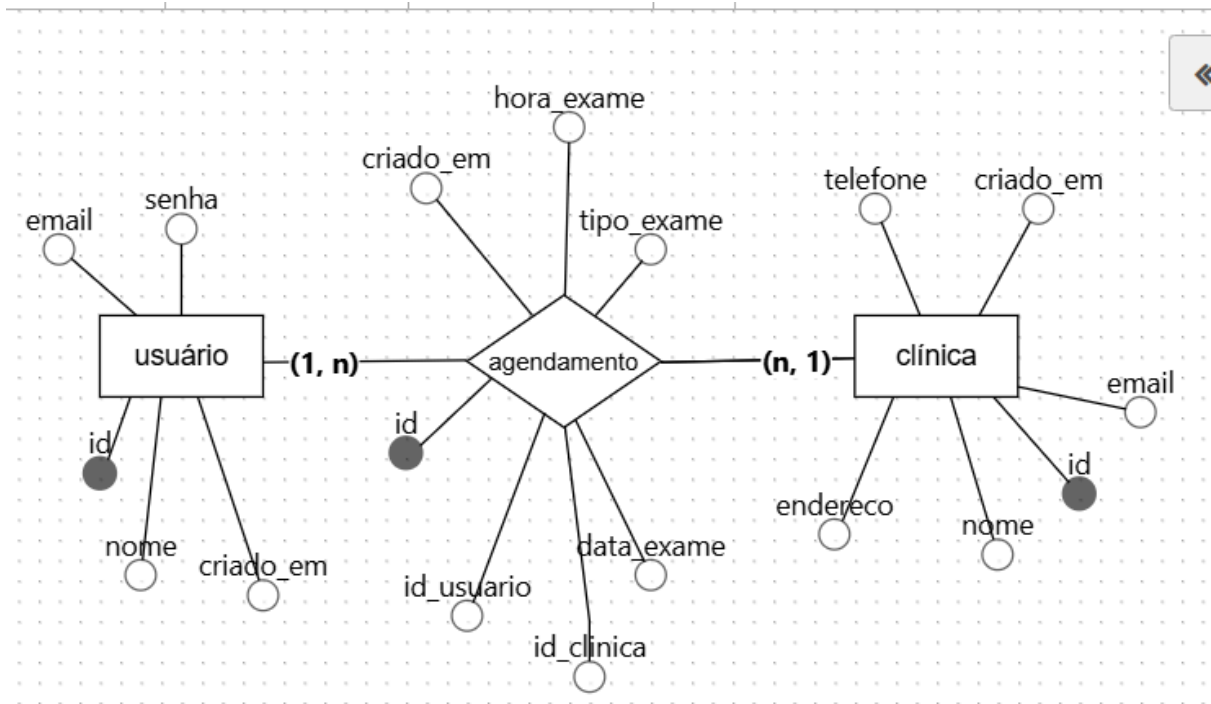 hora_exame
criado_em
tipo_exame
telefone
criado_em
email
senha
usuário
(1, n)
agendamento
(n, 1)
clínica
email
id
id
id
nome
criado_em
id_usuario
id_clinica
data_exame
endereco
nome